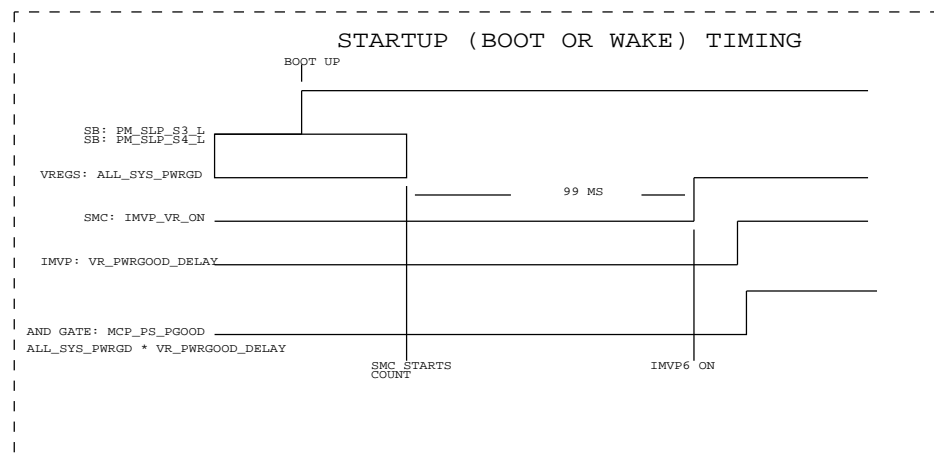 STARTUP (BOOT OR WAKE) TIMING
BOOT UP
SB: PM_SLP_S3_L
SB: PM_SLP_S4_L
VREGS: ALL_SYS_PWRGD
99 MS
SMC: IMVP_VR_ON
IMVP: VR_PWRGOOD_DELAY
AND GATE: MCP_PS_PGOOD
ALL_SYS_PWRGD * VR_PWRGOOD_DELAY
SMC STARTS
COUNT
IMVP6 ON